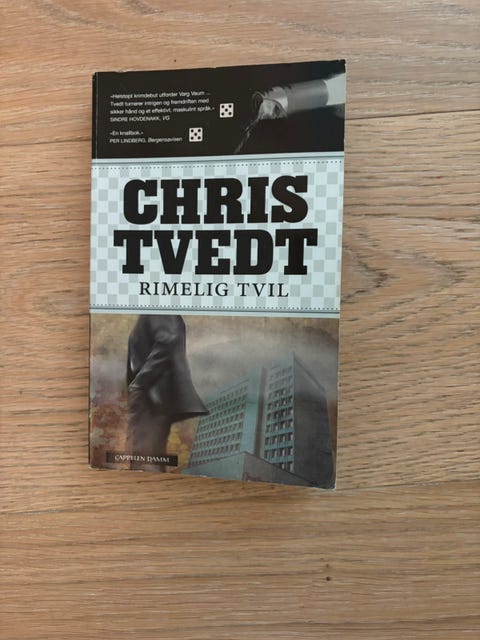 «Helstøpt krimdebut utfordrer Varg Veum ...
Tvedt turnerer intrigen og fremdriften med
sikker hånd og et effektivt, maskulint språk.»
SINDRE HOVDENAKK, VG
«En knallbok.»
PER LINDBERG, Bergensavisen
CHRIS
TVEDT
RIMELIG TVIL
CAPPELEN DAMM